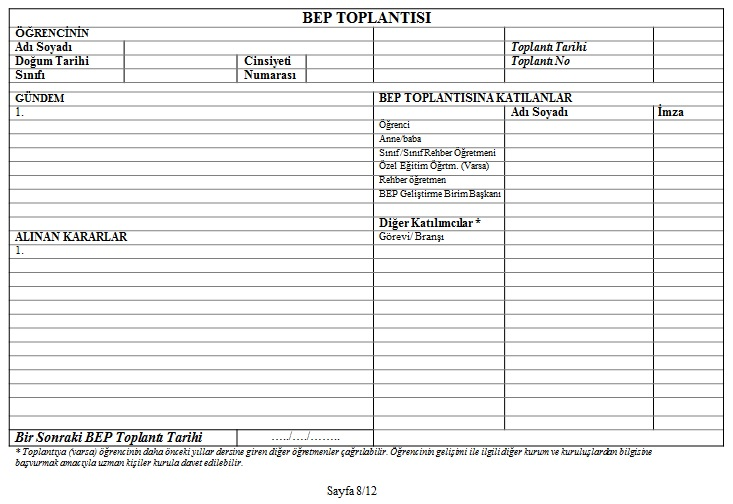 BEP TOPLANTISI
ÖĞRENCİNİN
Adı Soyadı Toplantı Tarihi
Doğum Tarihi Cinsiyeti Toplantı No
Sınıfı Numarası
GÜNDEM BEP TOPLANTISINA KATILANLAR
1. Adı Soyadı İmza
Öğrenci
Anne/baba
Sınıf/Sınıf Rehber Öğretmeni
Özel Eğitim Öğrtm. (Varsa)
Rehber öğretmen
BEP Geliştirme Birim Başkanı
Diğer Katılımcılar *
ALINAN KARARLAR Görevi/ Branşı
1.
Bir Sonraki BEP Toplantı Tarihi …../…./……..
* Toplantıya (varsa) öğrencinin daha önceki yıllar dersine giren diğer öğretmenler çağrılabilir. Öğrencinin gelişimi ile ilgili diğer kurum ve kuruluşlardan bilgisine
başvurmak amacıyla uzman kişiler kurula davet edilebilir.
Sayfa 8/12